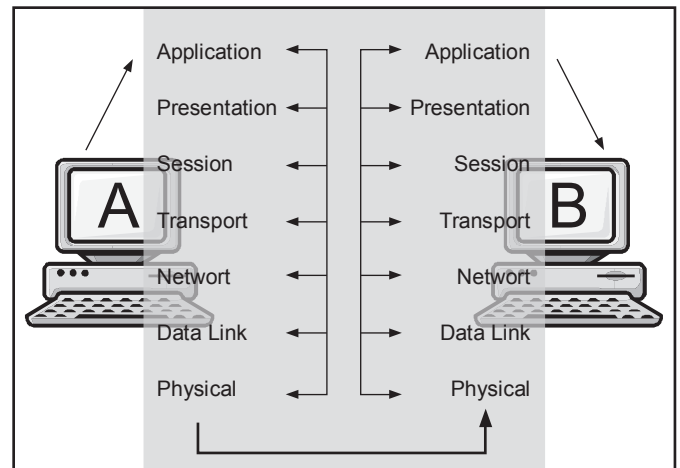 Application Application
Presentation Presentation
Session Session
A Transport Transport B
Networt Networt
Data Link Data Link
Physical Physical